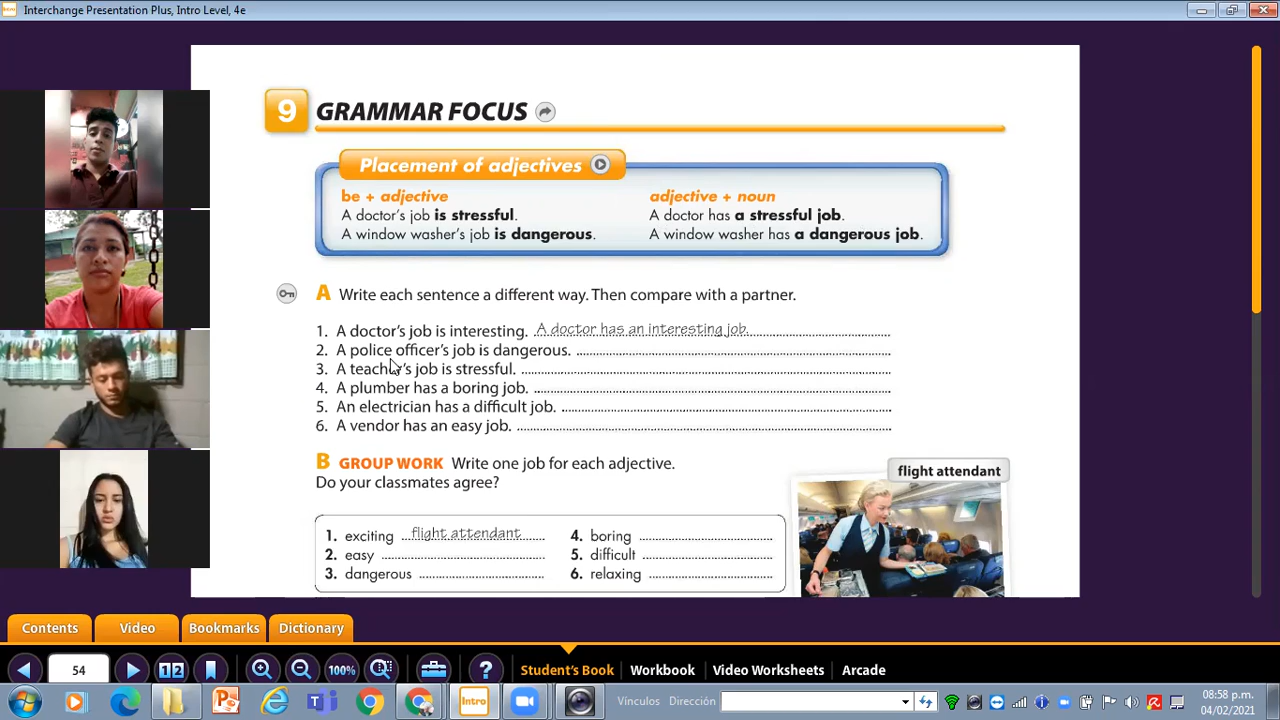 Interchange Presentation Plus, Intro Level, 4e
9 GRAMMAR FOCUS
Placement of adjectives
be + adjective
A doctor's job is stressful.
A window washer's job is dangerous.
adjective + noun
A doctor has a stressful job.
A window washer has a dangerous job.
A Write each sentence a different way. Then compare with a partner.
1. A doctor's job is interesting. A doctor has an interesting job.
2. A police officer's job is dangerous.
3. A teacher's job is stressful.
4. A plumber has a boring job.
5. An electrician has a difficult job.
6. A vendor has an easy job.
B GROUP WORK Write one job for each adjective.
Do your classmates agree?
1. exciting flight attendant
2. easy
3. dangerous
4. boring
5. difficult
6. relaxing
flight attendant
Contents Video Bookmarks Dictionary
54 12 100% ? Student's Book Workbook Video Worksheets Arcade
Intro Vínculos Dirección 08:58 p.m.
04/02/2021